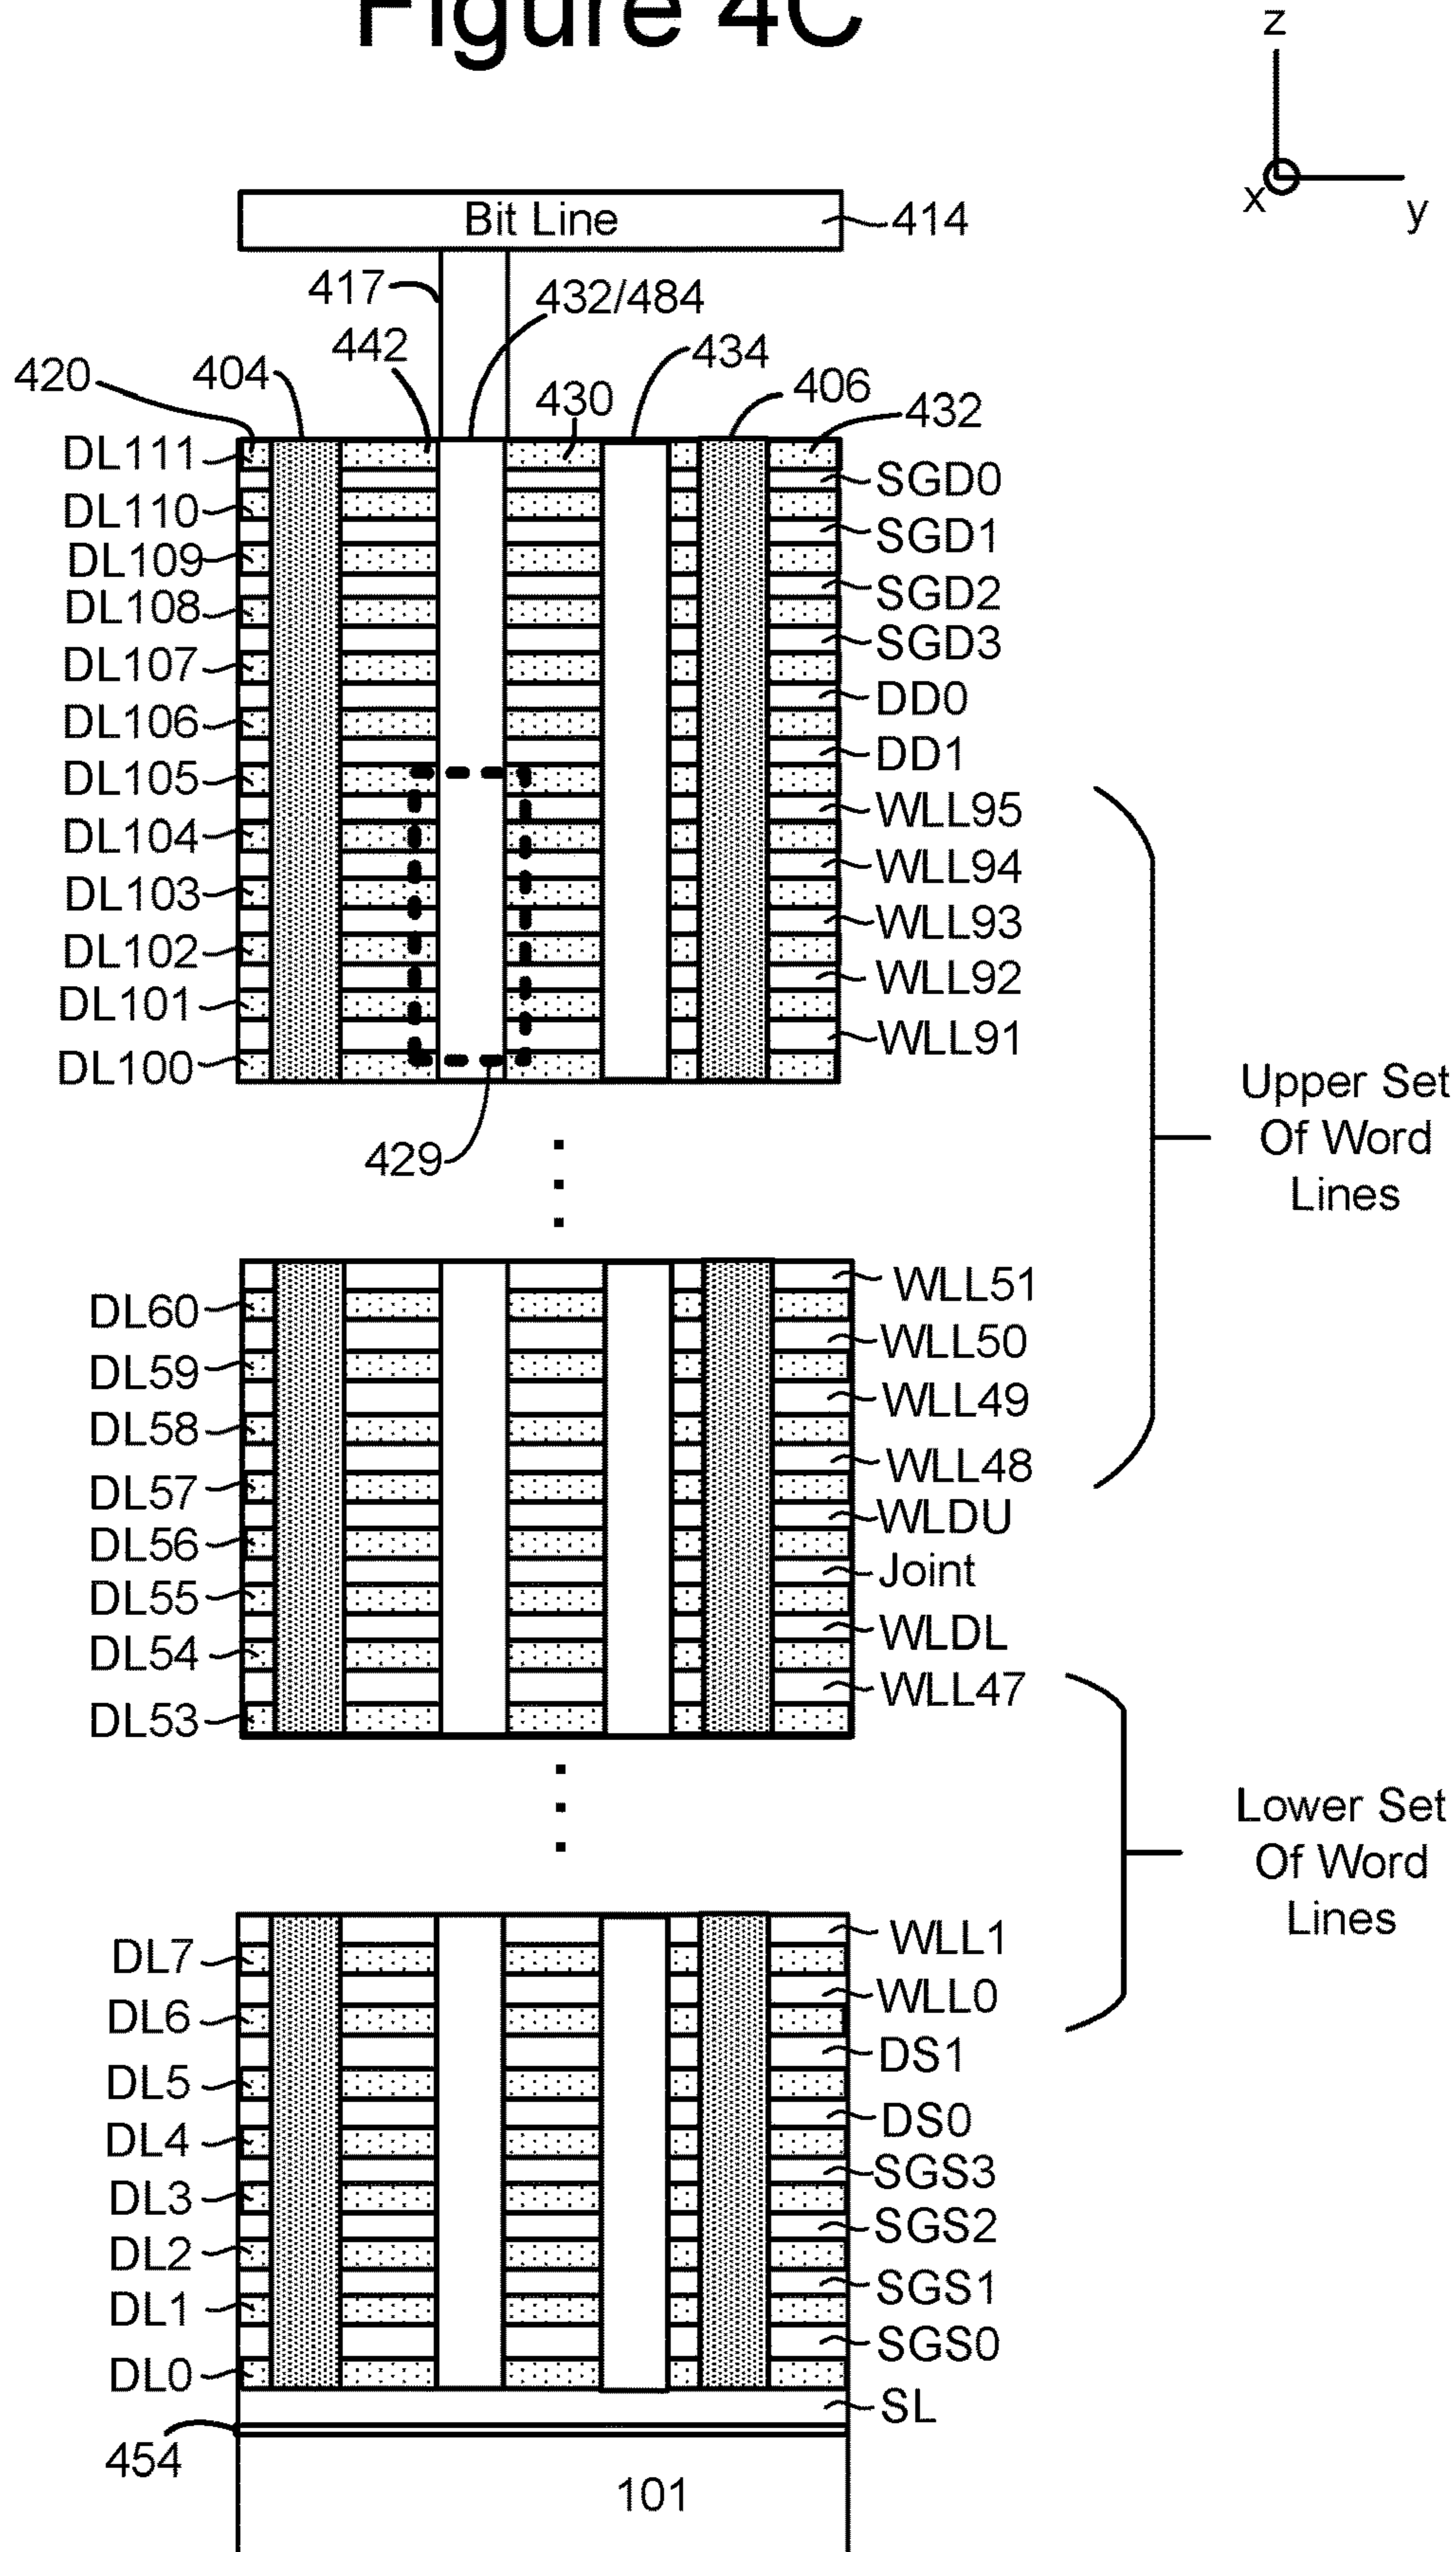 Figure 4C
z
x
y
Bit Line
414
417
432/484
442
434
420
404
430
406
432
DL111
SGD0
DL110
SGD1
DL109
SGD2
DL108
SGD3
DL107
DD0
DL106
DD1
DL105
WLL95
DL104
WLL94
DL103
WLL93
DL102
WLL92
DL101
WLL91
DL100
429
Upper Set
Of Word
Lines
WLL51
DL60
WLL50
DL59
WLL49
DL58
WLL48
DL57
WLDU
DL56
Joint
DL55
WLDL
DL54
WLL47
DL53
Lower Set
Of Word
Lines
WLL1
DL7
WLL0
DL6
DS1
DL5
DS0
DL4
SGS3
DL3
SGS2
DL2
SGS1
DL1
SGS0
DL0
SL
454
101